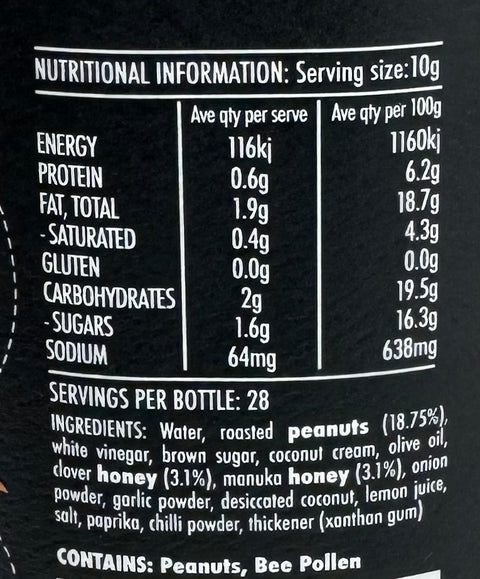 NUTRITIONAL INFORMATION: Serving size:10g
Ave qty per serve Ave qty per 100g
ENERGY 116kj 1160kj
PROTEIN 0.6g 6.2g
FAT, TOTAL 1.9g 18.7g
- SATURATED 0.4g 4.3g
GLUTEN 0.0g 0.0g
CARBOHYDRATES 2g 19.5g
- SUGARS 1.6g 16.3g
SODIUM 64mg 638mg
SERVINGS PER BOTTLE: 28
INGREDIENTS: Water, roasted peanuts (18.75%),
white vinegar, brown sugar, coconut cream, olive oil,
clover honey (3.1%), manuka honey (3.1%), onion
powder, garlic powder, desiccated coconut, lemon juice,
salt, paprika, chilli powder, thickener (xanthan gum)
CONTAINS: Peanuts, Bee Pollen